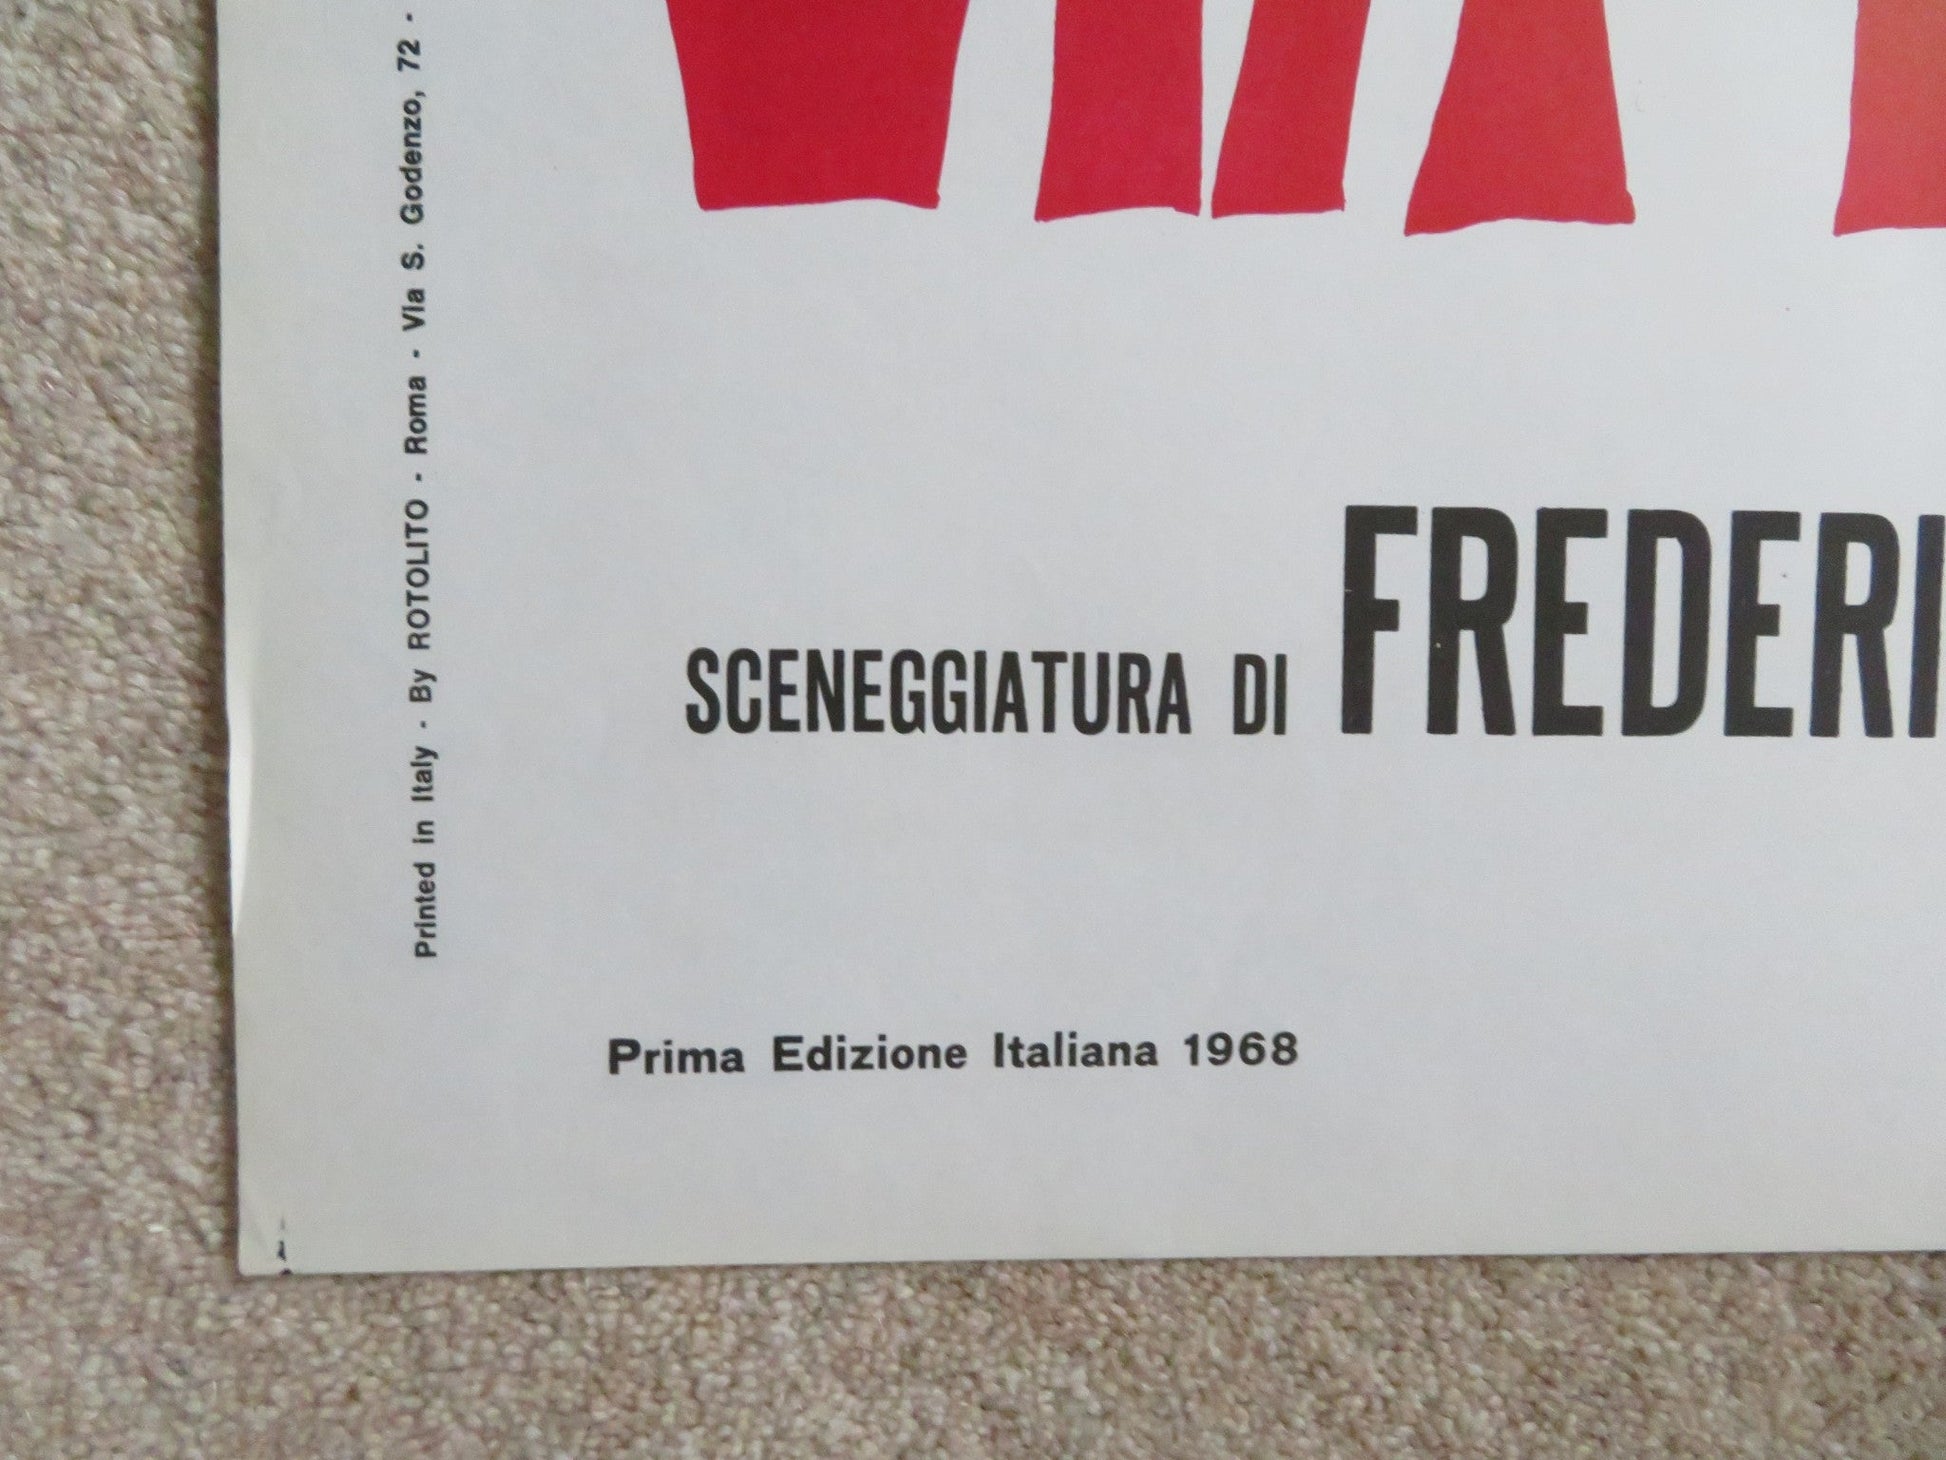 Printed in Italy - By ROTOLITO - Roma - Via S. Godenzo, 72 -
SCENEGGIATURA DI FREDERI
Prima Edizione Italiana 1968